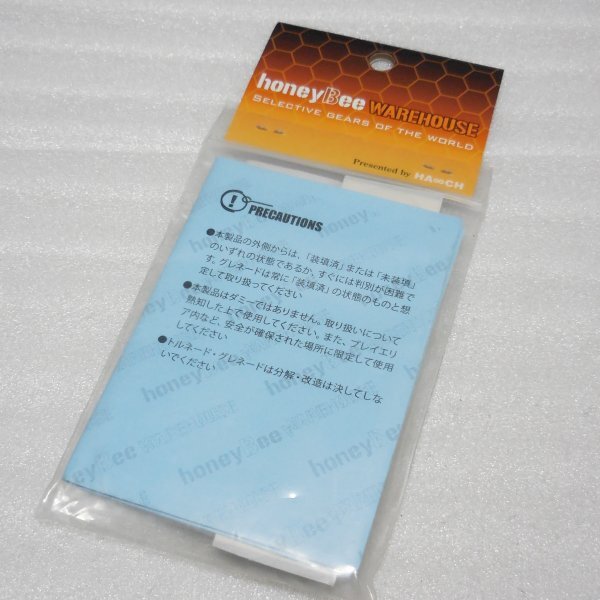 honeyBee WAREHOUSE
SELECTIVE GEARS OF THE WORLD
Presented by HA∞CH
! PRECAUTIONS
●本製品の外側からは、「装填済」または「未装填」
のいずれの状態であるか、すぐには判別が困難で
す。グレネードは常に「装填済」の状態のものと想
定して取り扱ってください
●本製品はダミーではありません。取り扱いについて
熟知した上で使用してください。また、プレイエリ
ア内など、安全が確保された場所に限定して使用
してください
●トルネード・グレネードは分解・改造は決してしな
いでください
honeyBee
honeyBee
honeyBee
honeyBee